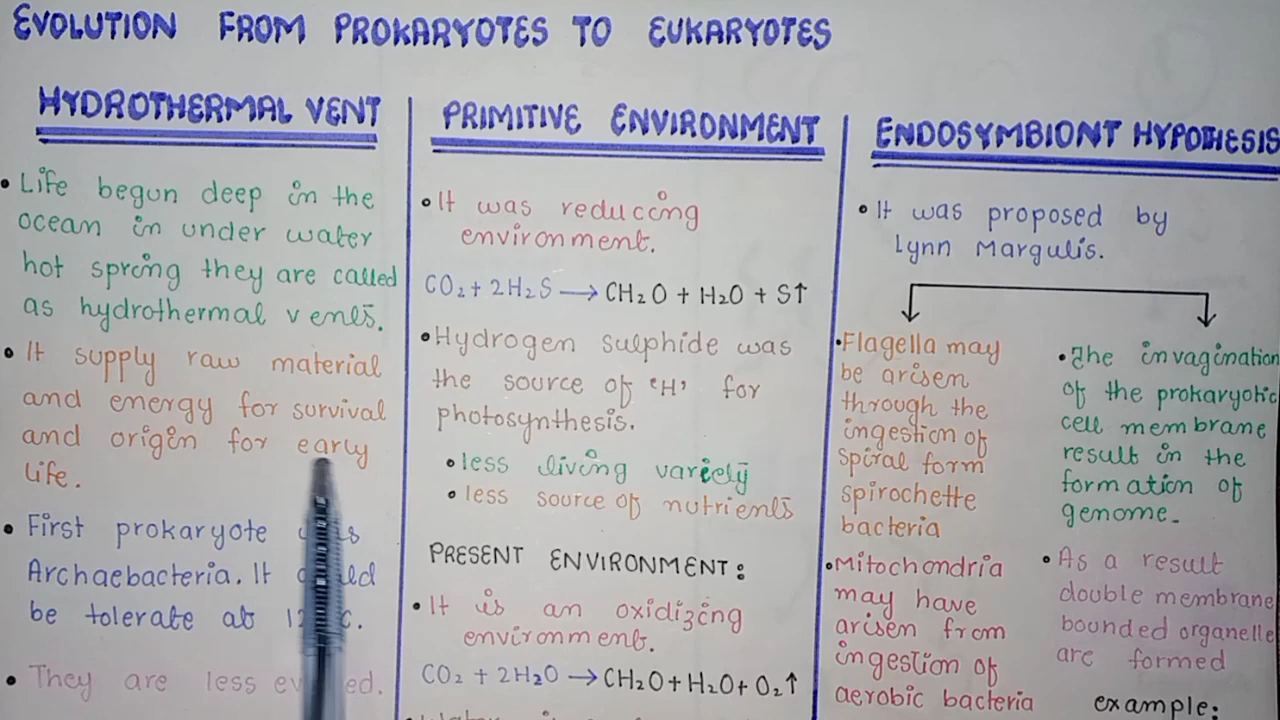 EVOLUTION FROM PROKARYOTES TO EUKARYOTES
HYDROTHERMAL VENT
• Life begun deep in the
ocean in under water
hot spring they are called
as hydrothermal vents.
• It supply raw material
and energy for survival
and origin for early
life.
• First prokaryote
Archaebacteria. It
be tolerate at
• They are less
PRIMITIVE ENVIRONMENT
• It was reducing
environment.
CO2 + 2H2S → CH2O + H2O + S↑
• Hydrogen sulphide was
the source of 'H' for
photosynthesis.
• less living variety
• less source of nutrients
PRESENT ENVIRONMENT:
• It is an oxidizing
environment.
CO2 + 2H2O → CH2O + H2O + O2↑
ENDOSYMBIONT HYPOTHESIS
• It was proposed by
Lynn Margulis.
• Flagella may
be arisen
through the
ingestion of
spiral form
spirochette
bacteria
• Mitochondria
may have
arisen from
ingestion of
aerobic bacteria
• The invagination
of the prokaryotic
cell membrane
result in the
formation of
genome.
• As a result
double membrane
bounded organelle
are formed
example: